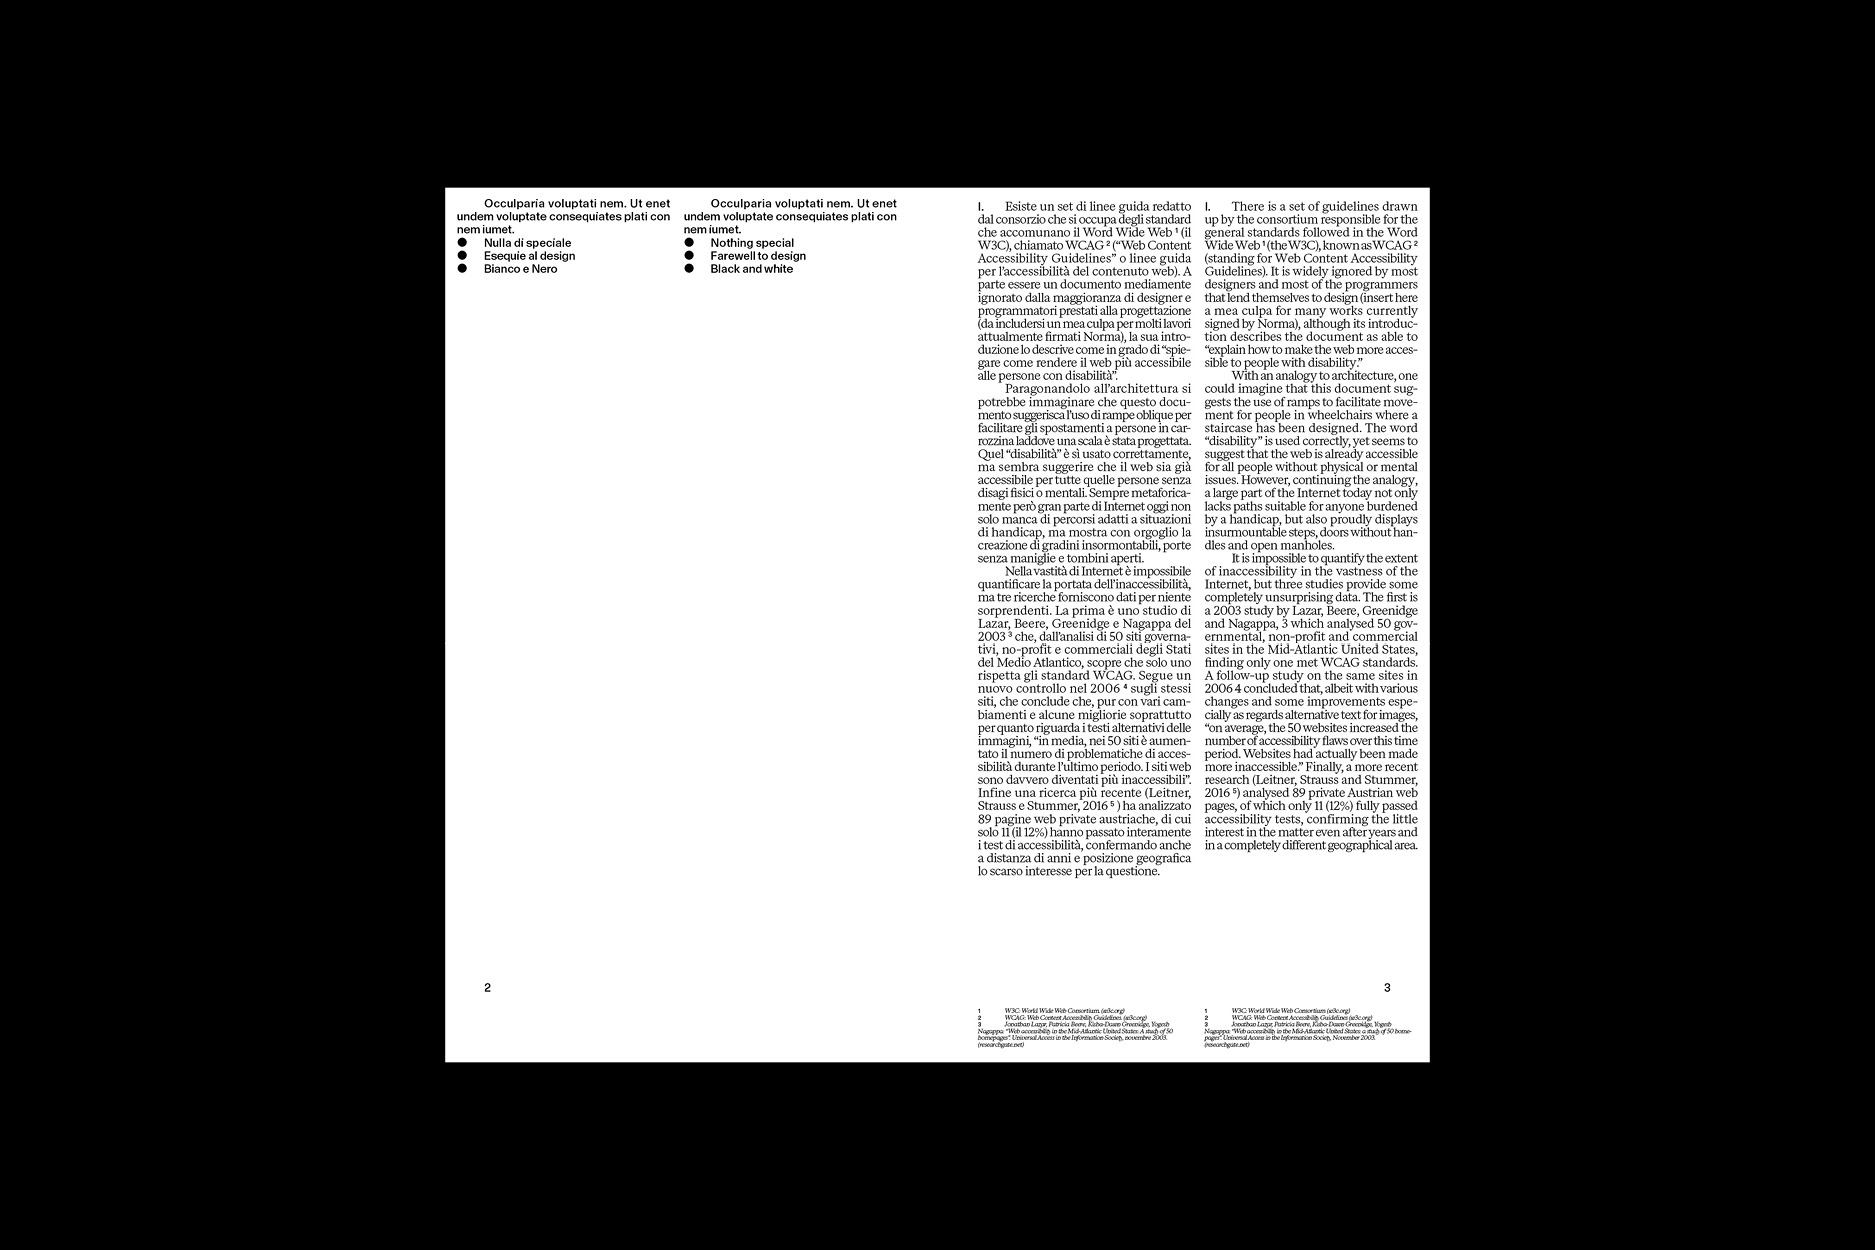 Occulparia voluptati nem. Ut enet
undem voluptate consequiates plati con
nem iumet.
● Nulla di speciale
● Esequie al design
● Bianco e Nero
Occulparia voluptati nem. Ut enet
undem voluptate consequiates plati con
nem iumet.
● Nothing special
● Farewell to design
● Black and white
2
I. Esiste un set di linee guida redatto
dal consorzio che si occupa degli standard
che accomunano il Word Wide Web ¹ (il
W3C), chiamato WCAG ² (“Web Content
Accessibility Guidelines” o linee guida
per l’accessibilità del contenuto web). A
parte essere un documento mediamente
ignorato dalla maggioranza di designer e
programmatori prestati alla progettazione
(da includersi un mea culpa per molti lavori
attualmente firmati Norma), la sua intro-
duzione lo descrive come in grado di “spie-
gare come rendere il web più accessibile
alle persone con disabilità”.
Paragonandolo all’architettura si
potrebbe immaginare che questo docu-
mento suggerisca l’uso di rampe oblique per
facilitare gli spostamenti a persone in car-
rozzina laddove una scala è stata progettata.
Quel “disabilità” è sì usato correttamente,
ma sembra suggerire che il web sia già
accessibile per tutte quelle persone senza
disagi fisici o mentali. Sempre metaforica-
mente però gran parte di Internet oggi non
solo manca di percorsi adatti a situazioni
di handicap, ma mostra con orgoglio la
creazione di gradini insormontabili, porte
senza maniglie e tombini aperti.
Nella vastità di Internet è impossibile
quantificare la portata dell’inaccessibilità,
ma tre ricerche forniscono dati per niente
sorprendenti. La prima è uno studio di
Lazar, Beere, Greenidge e Nagappa del
2003 ³ che, dall’analisi di 50 siti governa-
tivi, no-profit e commerciali degli Stati
del Medio Atlantico, scopre che solo uno
rispetta gli standard WCAG. Segue un
nuovo controllo nel 2006 ⁴ sugli stessi
siti, che conclude che, pur con vari cam-
biamenti e alcune migliorie soprattutto
per quanto riguarda i testi alternativi delle
immagini, “in media, nei 50 siti è aumen-
tato il numero di problematiche di acces-
sibilità durante l’ultimo periodo. I siti web
sono davvero diventati più inaccessibili”.
Infine una ricerca più recente (Leitner,
Strauss e Stummer, 2016 ⁵ ) ha analizzato
89 pagine web private austriache, di cui
solo 11 (il 12%) hanno passato interamente
i test di accessibilità, confermando anche
a distanza di anni e posizione geografica
lo scarso interesse per la questione.
1 W3C: World Wide Web Consortium. (w3c.org)
2 WCAG: Web Content Accessibility Guidelines. (w3c.org)
3 Jonathan Lazar, Patricia Beere, Kisha-Dawn Greenidge, Yogesh
Nagappa: “Web accessibility in the Mid-Atlantic United States: A study of 50
homepages”. Universal Access in the Information Society, novembre 2003.
(researchgate.net)
I. There is a set of guidelines drawn
up by the consortium responsible for the
general standards followed in the Word
Wide Web ¹ (the W3C), known as WCAG ²
(standing for Web Content Accessibility
Guidelines). It is widely ignored by most
designers and most of the programmers
that lend themselves to design (insert here
a mea culpa for many works currently
signed by Norma), although its introduc-
tion describes the document as able to
“explain how to make the web more acces-
sible to people with disability.”
With an analogy to architecture, one
could imagine that this document sug-
gests the use of ramps to facilitate move-
ment for people in wheelchairs where a
staircase has been designed. The word
“disability” is used correctly, yet seems to
suggest that the web is already accessible
for all people without physical or mental
issues. However, continuing the analogy,
a large part of the Internet today not only
lacks paths suitable for anyone burdened
by a handicap, but also proudly displays
insurmountable steps, doors without han-
dles and open manholes.
It is impossible to quantify the extent
of inaccessibility in the vastness of the
Internet, but three studies provide some
completely unsurprising data. The first is
a 2003 study by Lazar, Beere, Greenidge
and Nagappa, 3 which analysed 50 gov-
ernmental, non-profit and commercial
sites in the Mid-Atlantic United States,
finding only one met WCAG standards.
A follow-up study on the same sites in
2006 4 concluded that, albeit with various
changes and some improvements espe-
cially as regards alternative text for images,
“on average, the 50 websites increased the
number of accessibility flaws over this time
period. Websites had actually been made
more inaccessible.” Finally, a more recent
research (Leitner, Strauss and Stummer,
2016 ⁵) analysed 89 private Austrian web
pages, of which only 11 (12%) fully passed
accessibility tests, confirming the little
interest in the matter even after years and
in a completely different geographical area.
3
1 W3C: World Wide Web Consortium (w3c.org)
2 WCAG: Web Content Accessibility Guidelines (w3c.org)
3 Jonathan Lazar, Patricia Beere, Kisha-Dawn Greenidge, Yogesh
Nagappa: “Web accessibility in the Mid-Atlantic United States: a study of 50 home-
pages”. Universal Access in the Information Society, November 2003.
(researchgate.net)